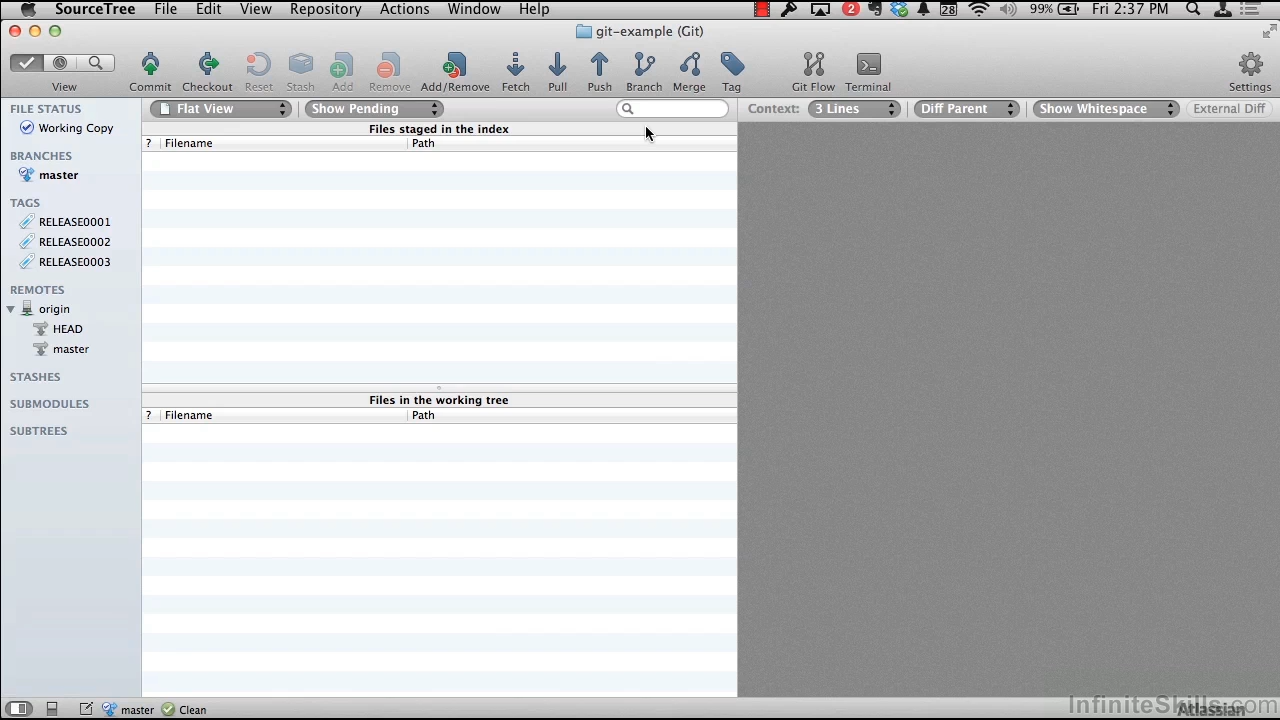 SourceTree File Edit View Repository Actions Window Help 2 28 99% Fri 2:37 PM
git-example (Git)
View Commit Checkout Reset Stash Add Remove Add/Remove Fetch Pull Push Branch Merge Tag Git Flow Terminal Settings
FILE STATUS
Working Copy
BRANCHES
master
TAGS
RELEASE0001
RELEASE0002
RELEASE0003
REMOTES
origin
HEAD
master
STASHES
SUBMODULES
SUBTREES
Flat View Show Pending
Files staged in the index
? Filename Path
Files in the working tree
? Filename Path
Context: 3 Lines Diff Parent Show Whitespace External Diff
master Clean
Atlassian
InfiniteSkills.com